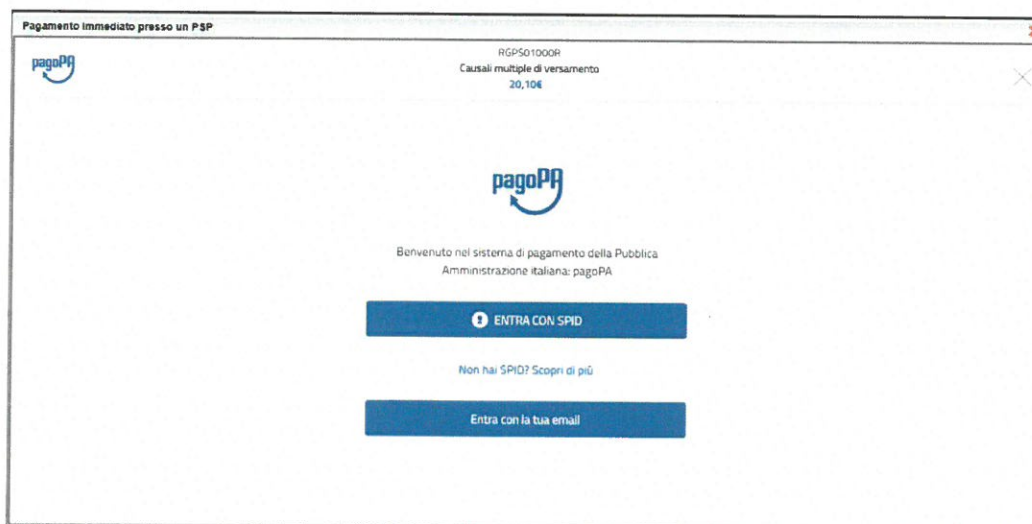 Pagamento immediato presso un PSP
pagoPA
RGPS01000R
Causali multiple di versamento
20,10€
pagoPA
Benvenuto nel sistema di pagamento della Pubblica
Amministrazione italiana: pagoPA
ENTRA CON SPID
Non hai SPID? Scopri di più
Entra con la tua email